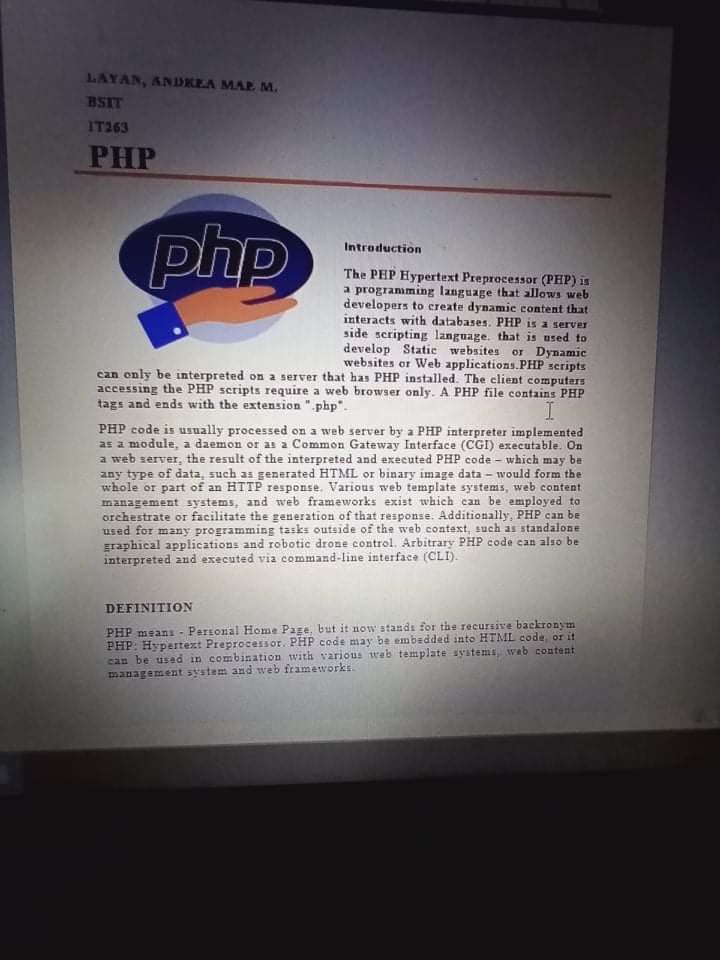 LAYAN, ANDREA MAE M.
BSIT
IT263
PHP
php
Introduction
The PHP Hypertext Preprocessor (PHP) is
a programming language that allows web
developers to create dynamic content that
interacts with databases. PHP is a server
side scripting language. that is used to
develop Static websites or Dynamic
websites or Web applications.PHP scripts
can only be interpreted on a server that has PHP installed. The client computers
accessing the PHP scripts require a web browser only. A PHP file contains PHP
tags and ends with the extension ".php".
PHP code is usually processed on a web server by a PHP interpreter implemented
as a module, a daemon or as a Common Gateway Interface (CGI) executable. On
a web server, the result of the interpreted and executed PHP code – which may be
any type of data, such as generated HTML or binary image data – would form the
whole or part of an HTTP response. Various web template systems, web content
management systems, and web frameworks exist which can be employed to
orchestrate or facilitate the generation of that response. Additionally, PHP can be
used for many programming tasks outside of the web context, such as standalone
graphical applications and robotic drone control. Arbitrary PHP code can also be
interpreted and executed via command-line interface (CLI).
DEFINITION
PHP means - Personal Home Page, but it now stands for the recursive backronym
PHP: Hypertext Preprocessor. PHP code may be embedded into HTML code, or it
can be used in combination with various web template systems, web content
management system and web frameworks.